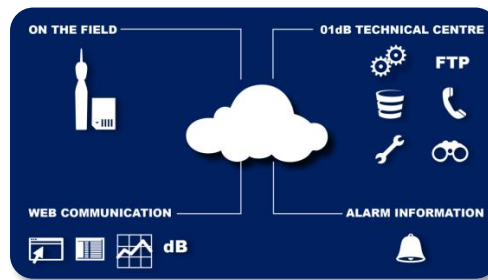 ON THE FIELD
01dB TECHNICAL CENTRE
FTP
WEB COMMUNICATION
ALARM INFORMATION
dB